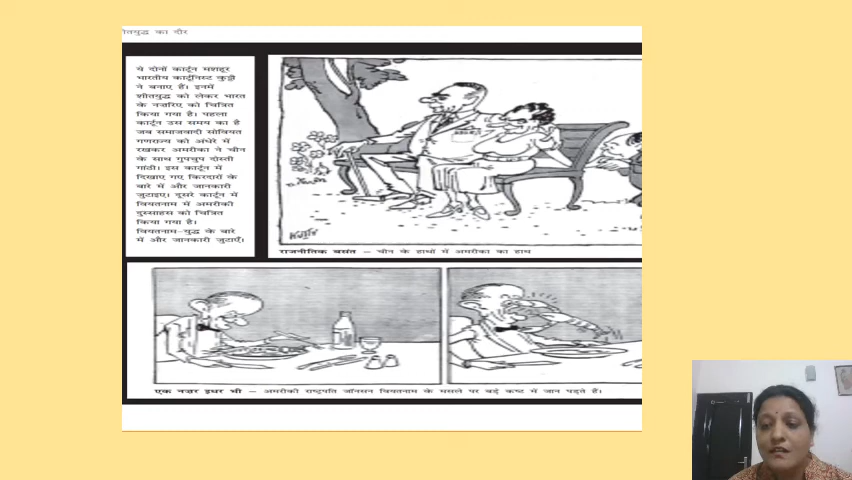 शीतयुद्ध का दौर
ये दोनों कार्टून मशहूर
भारतीय कार्टूनिस्ट कुट्टी
ने बनाए हैं। इनमें
शीतयुद्ध को लेकर भारत
के नज़रिए को चित्रित
किया गया है। पहला
कार्टून उस समय का है
जब समाजवादी सोवियत
गणराज्य को अंधेरे में
रखकर अमरीका ने चीन
के साथ गुपचुप दोस्ती
गांठी। इस कार्टून में
दिखाए गए किरदारों के
बारे में और जानकारी
जुटाइए। दूसरे कार्टून में
वियतनाम में अमरीकी
दुस्साहस को चित्रित
किया गया है।
वियतनाम-युद्ध के बारे
में और जानकारी जुटाएँ।
राजनीतिक बसंत – चीन के हाथों में अमरीका का हाथ
एक नज़र इधर भी – अमरीकी राष्ट्रपति जॉनसन वियतनाम के मसले पर बड़े कष्ट में जान पड़ते हैं।